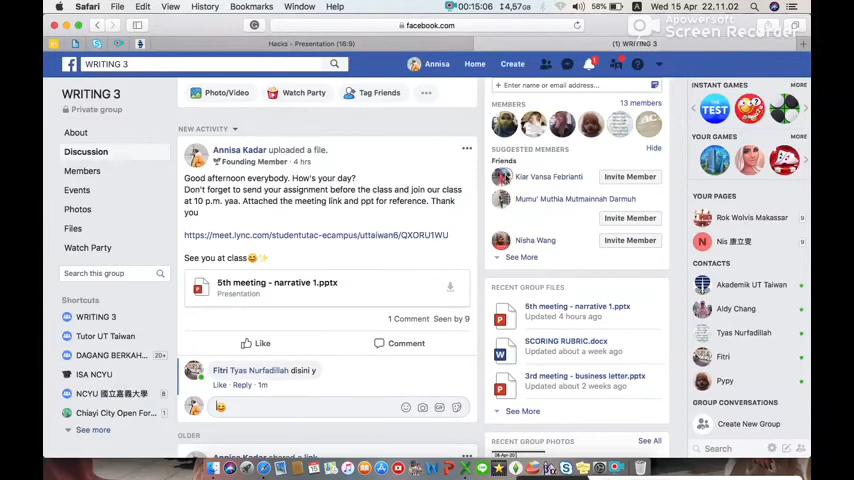 Safari File Edit View History Bookmarks Window Help 00:15:06 4,57GB 58% Wed 15 Apr 22.11.02
Apowersoft
Screen Recorder
facebook.com
Hacks - Presentation (16:9)
(1) WRITING 3
WRITING 3
Annisa Home Create
WRITING 3
Private group
About
Discussion
Members
Events
Photos
Files
Watch Party
Search this group
Shortcuts
WRITING 3
Tutor UT Taiwan
DAGANG BERKAH... 20+
ISA NCYU
NCYU 國立嘉義大學 8
Chiayi City Open For... 2
See more
Photo/Video Watch Party Tag Friends
NEW ACTIVITY
Annisa Kadar uploaded a file.
Founding Member · 4 hrs
Good afternoon everybody. How's your day?
Don't forget to send your assignment before the class and join our class
at 10 p.m. yaa. Attached the meeting link and ppt for reference. Thank
you
https://meet.lync.com/studentutac-ecampus/uttaiwan6/QXORU1WU
See you at class😆✨
5th meeting - narrative 1.pptx
Presentation
1 Comment Seen by 9
Like Comment
Fitri Tyas Nurfadillah disini y
Like · Reply · 1m
😆
OLDER
Annisa Kadar shared a link.
+ Enter name or email address...
MEMBERS 13 members
SUGGESTED MEMBERS Hide
Friends
Kiar Vansa Febrianti Invite Member
Mumu' Muthia Mutmainnah Darmuh
Invite Member
Nisha Wang Invite Member
See More
RECENT GROUP FILES
5th meeting - narrative 1.pptx
Updated 4 hours ago
SCORING RUBRIC.docx
Updated about a week ago
3rd meeting - business letter.pptx
Updated about 2 weeks ago
See More
RECENT GROUP PHOTOS See All
INSTANT GAMES MORE
THE TEST
YOUR GAMES MORE
YOUR PAGES
Rok Wolvis Makassar 9
Nis 康立雯 9
CONTACTS
Akademik UT Taiwan
Aldy Chang
Tyas Nurfadillah
Fitri
Pypy
GROUP CONVERSATIONS
Create New Group
Search